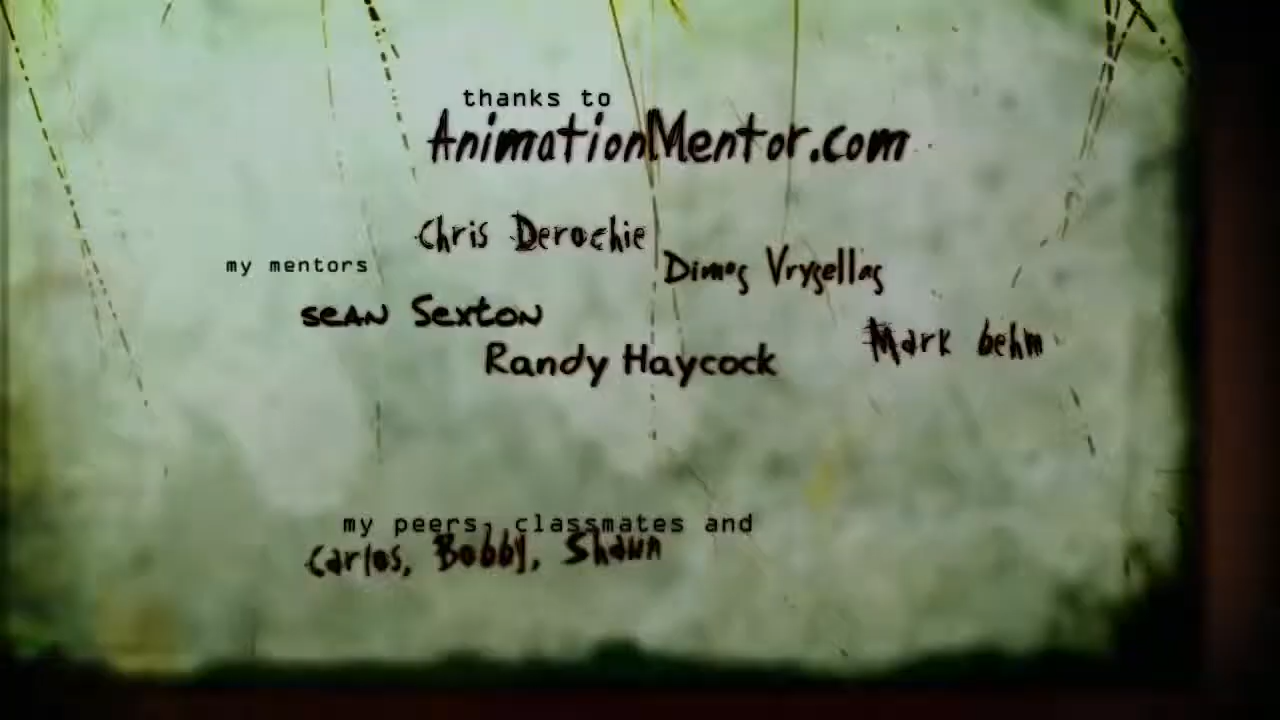 thanks to
AnimationMentor.com
Chris Derochie
my mentors
Dimos Vrysellas
SEAN Sexton
Mark behm
Randy Haycock
my peers, classmates and
Carlos, Bobby, Shawn